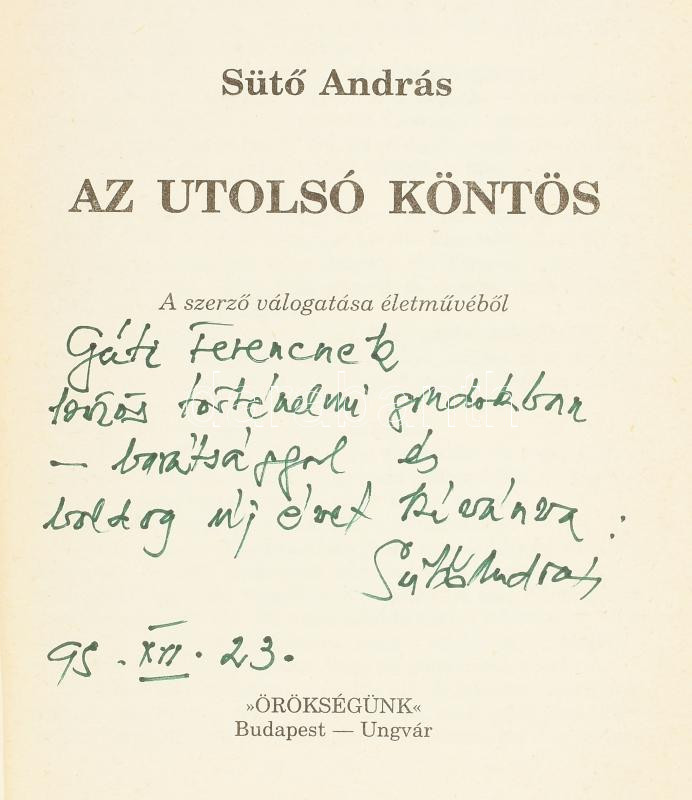 Sütő András
AZ UTOLSÓ KÖNTÖS
A szerző válogatása életművéből
Gáti Ferencnek
közös történelmi gondokban
— barátsággal és
boldog új évet kívánva:
Sütő András
95. XII. 23.
»ÖRÖKSÉGÜNK«
Budapest — Ungvár